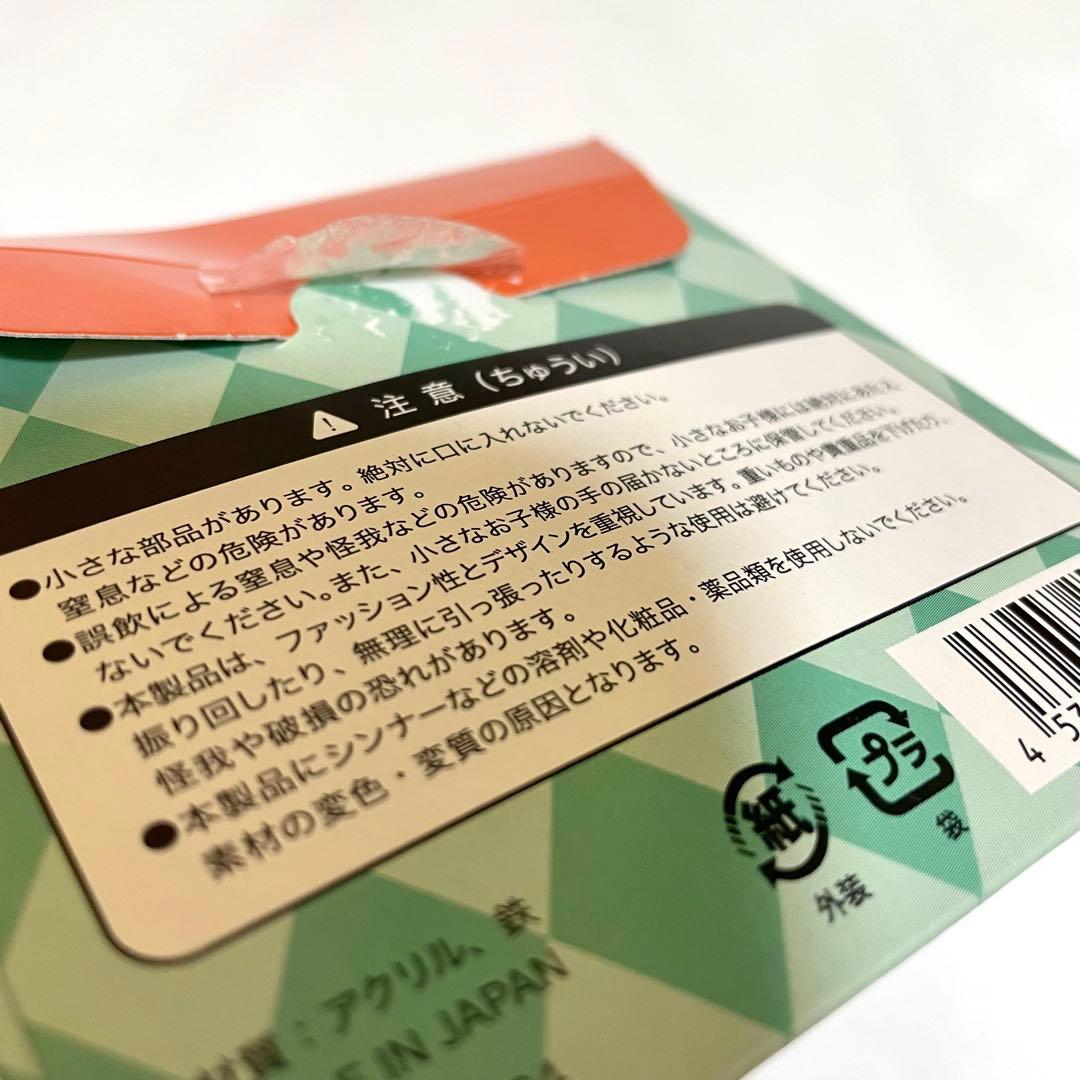 注意（ちゅうい）
●小さな部品があります。絶対に口に入れないでください。
窒息などの危険があります。
●誤飲による窒息や怪我などの危険がありますので、小さなお子様には絶対にあたえ
ないでください。また、小さなお子様の手の届かないところに保管してください。
●本製品は、ファッション性とデザインを重視しています。重いものや貴重品を下げたり、
振り回したり、無理に引っ張ったりするような使用は避けてください。
怪我や破損の恐れがあります。
●本製品にシンナーなどの溶剤や化粧品・薬品類を使用しないでください。
素材の変色・変質の原因となります。
4 57
プラ
袋
紙
外装
材質：アクリル、鉄
E IN JAPAN